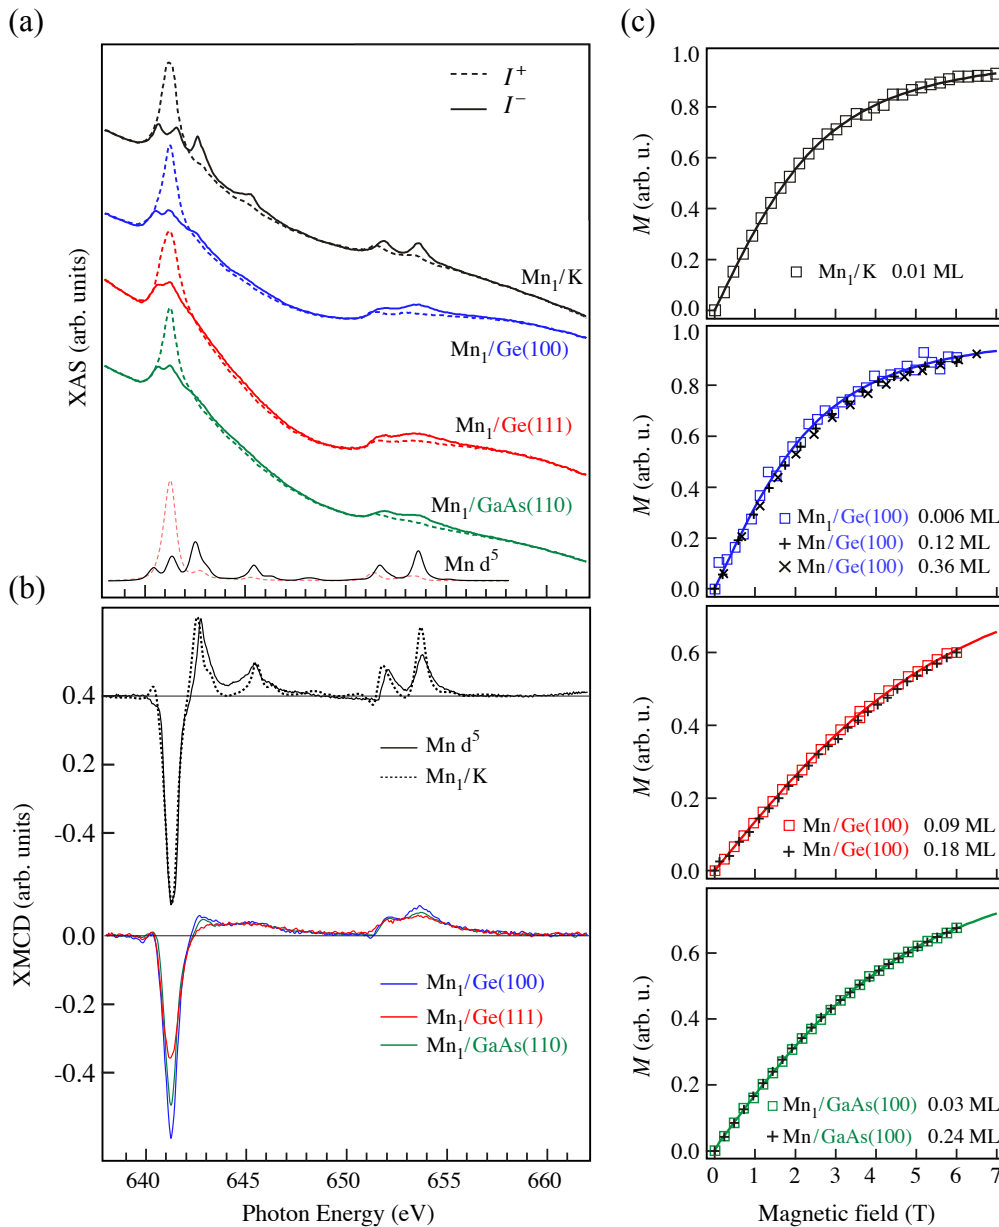 (a)
I⁺
I⁻
XAS (arb. units)
Mn₁/K
Mn₁/Ge(100)
Mn₁/Ge(111)
Mn₁/GaAs(110)
Mn d⁵
(b)
XMCD (arb. units)
0.4
0.2
-0.4
0.0
-0.2
-0.4
Mn d⁵
Mn₁/K
Mn₁/Ge(100)
Mn₁/Ge(111)
Mn₁/GaAs(110)
640 650 660
Photon Energy (eV)
(c)
M (arb. u.)
1.0
0.8
0.6
0.4
0.2
0.0
Mn₁/K 0.01 ML
M (arb. u.)
1.0
0.8
0.6
0.4
0.2
0.0
Mn₁/Ge(100) 0.006 ML
Mn/Ge(100) 0.12 ML
Mn/Ge(100) 0.36 ML
M (arb. u.)
0.6
0.4
0.2
0.0
Mn/Ge(100) 0.09 ML
Mn/Ge(100) 0.18 ML
M (arb. u.)
0.6
0.4
0.2
0.0
Mn₁/GaAs(100) 0.03 ML
Mn/GaAs(100) 0.24 ML
0 1 2 3 4 5 6 7
Magnetic field (T)